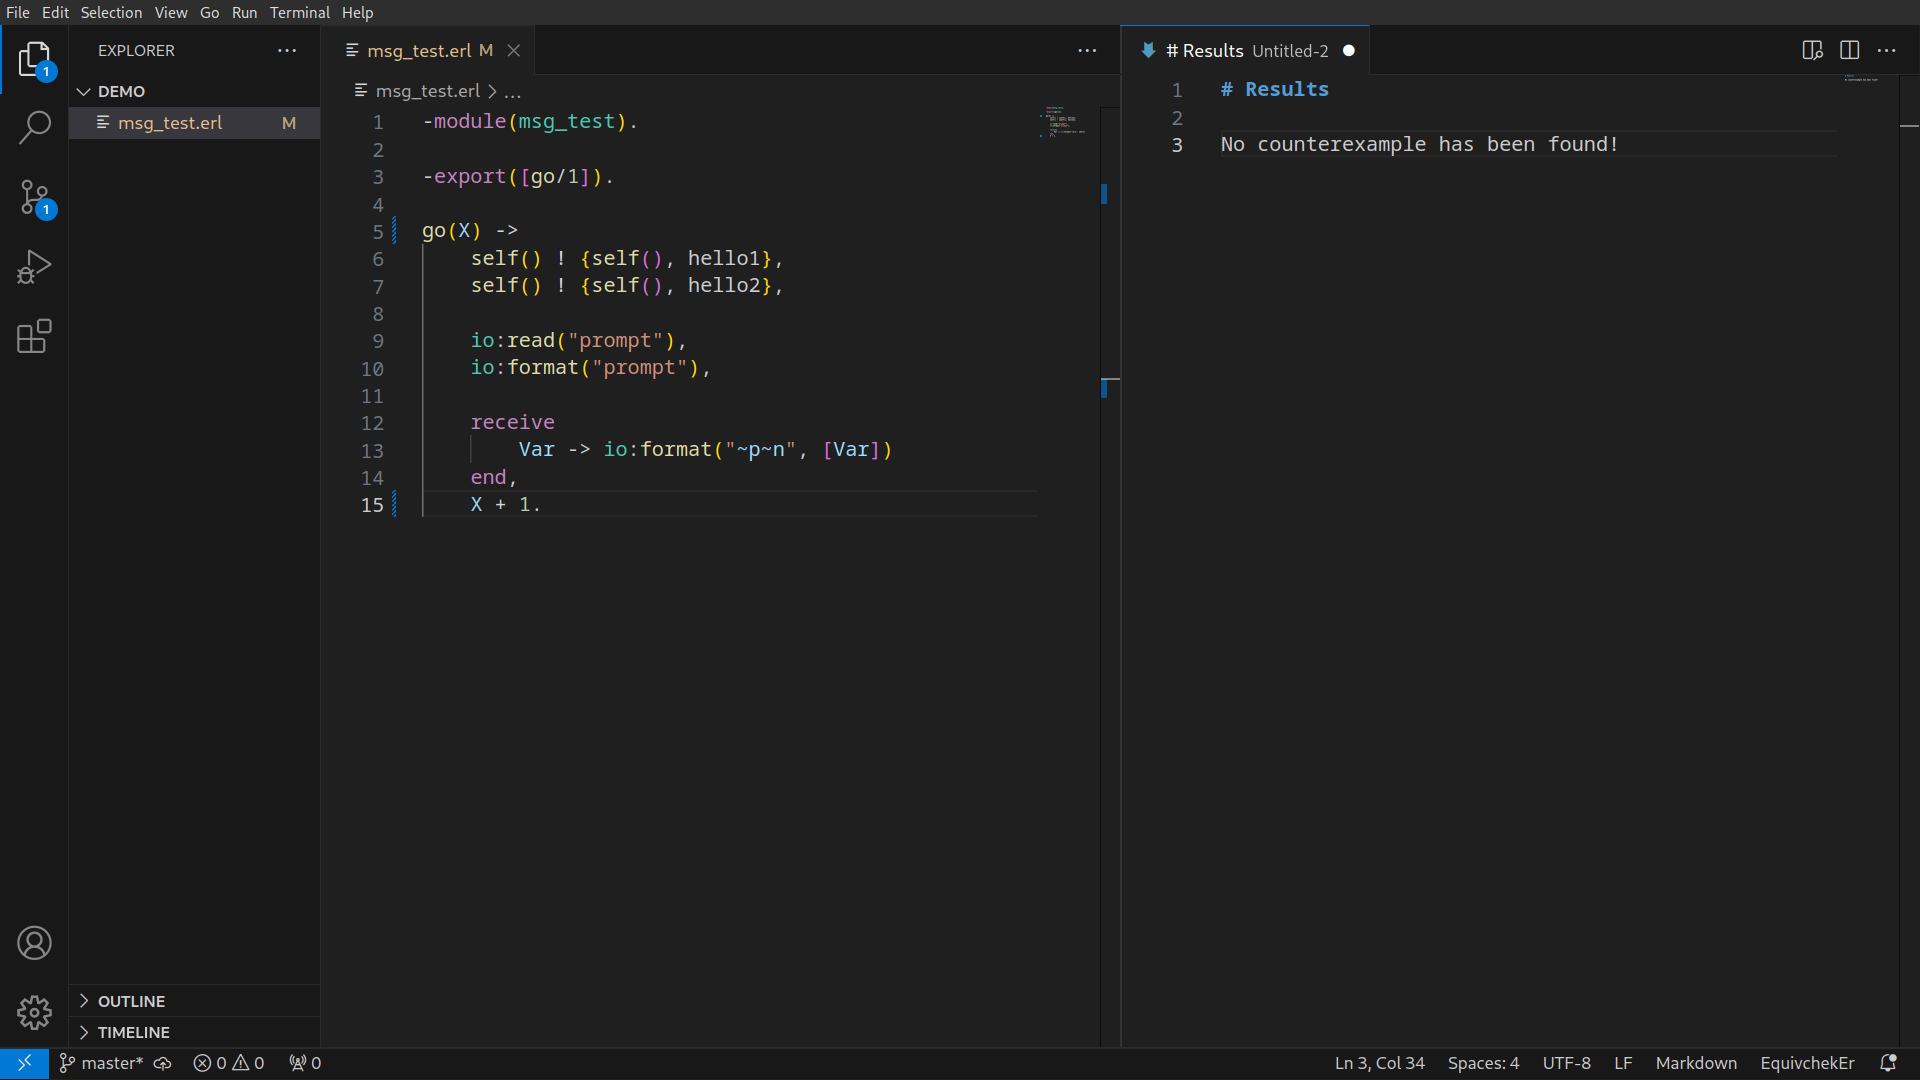 File Edit Selection View Go Run Terminal Help
EXPLORER
DEMO
msg_test.erl M
OUTLINE
TIMELINE
1
1
msg_test.erl M
msg_test.erl > ...
1 -module(msg_test).
2
3 -export([go/1]).
4
5 go(X) ->
6 self() ! {self(), hello1},
7 self() ! {self(), hello2},
8
9 io:read("prompt"),
10 io:format("prompt"),
11
12 receive
13 Var -> io:format("~p~n", [Var])
14 end,
15 X + 1.
# Results Untitled-2
1 # Results
2
3 No counterexample has been found!
master* 0 0 0 Ln 3, Col 34 Spaces: 4 UTF-8 LF Markdown EquivchekEr